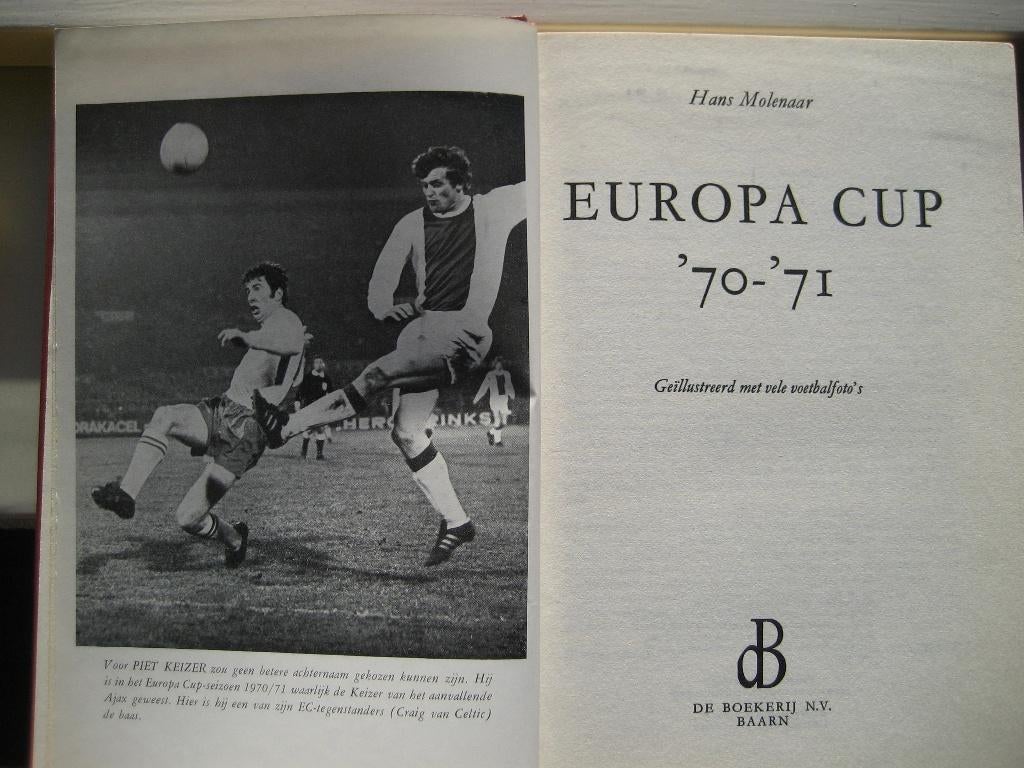 DRAKACEL
HERO
INKS
Voor PIET KEIZER zou geen betere achternaam gekozen kunnen zijn. Hij
is in het Europa Cup-seizoen 1970/71 waarlijk de Keizer van het aanvallende
Ajax geweest. Hier is hij een van zijn EC-tegenstanders (Craig van Celtic)
de baas.
Hans Molenaar
EUROPA CUP
’70-’71
Geïllustreerd met vele voetbalfoto's
dB
DE BOEKERIJ N.V.
BAARN